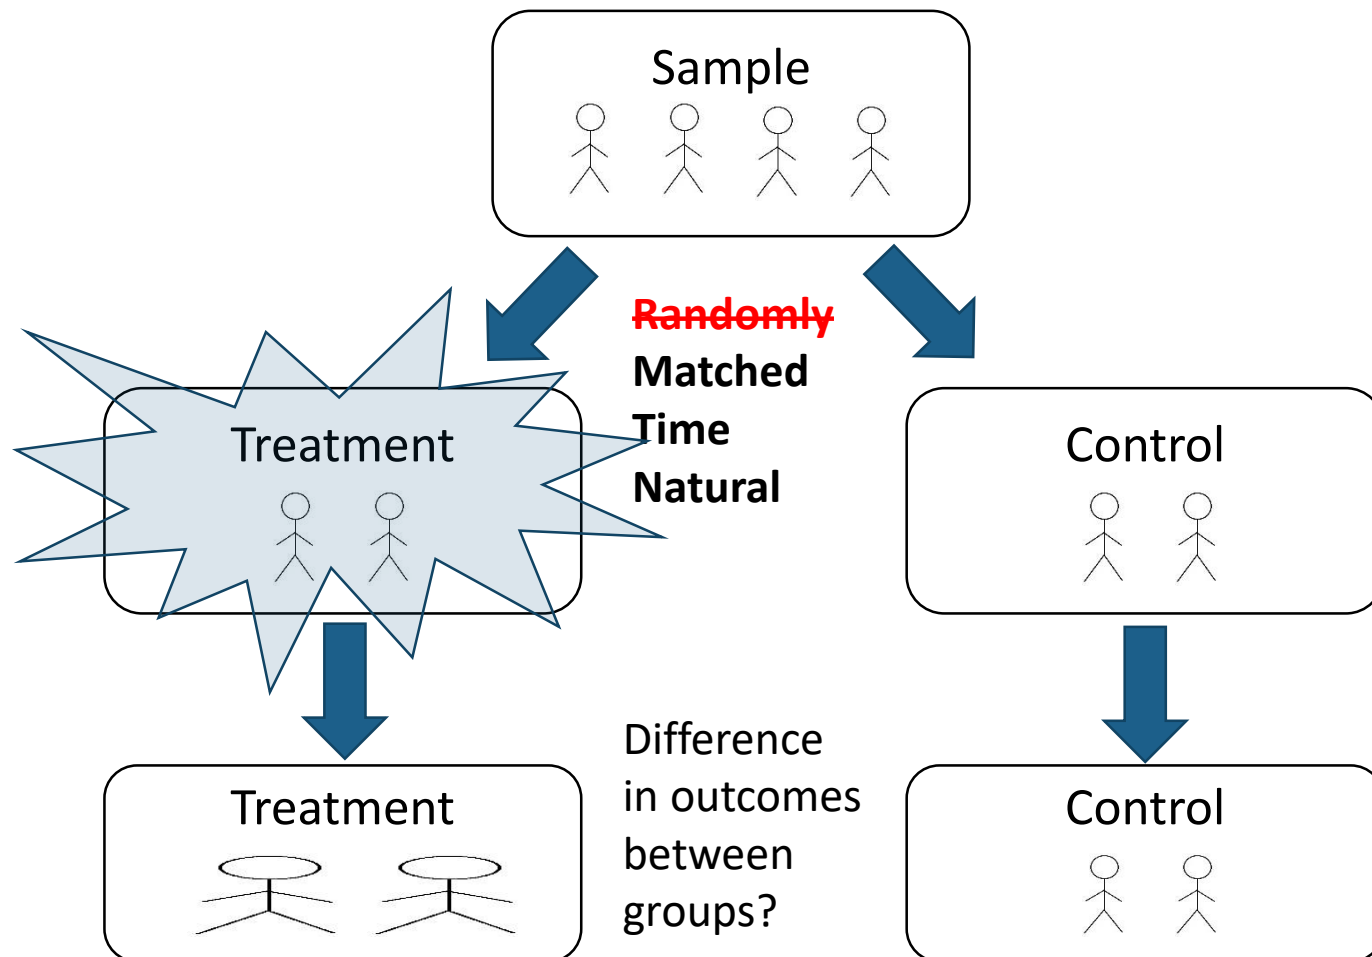 Sample
Randomly
Matched
Time
Natural
Treatment
Control
Difference
in outcomes
between
groups?
Treatment
Control